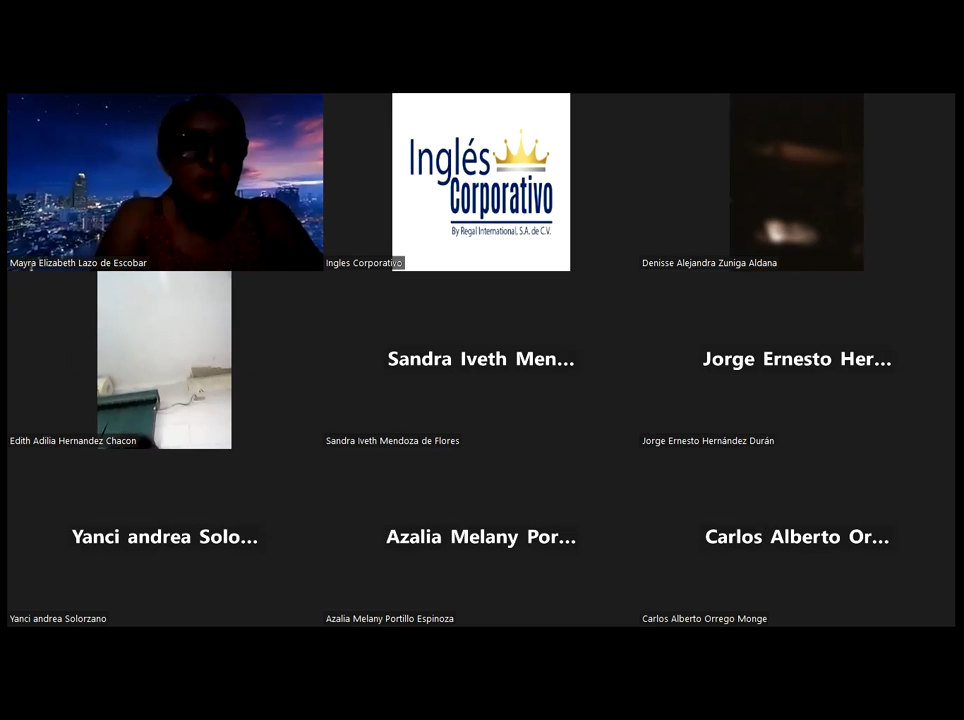 Inglés
Corporativo
By Regal International, S.A. de C.V.
Mayra Elizabeth Lazo de Escobar
Ingles Corporativo
Denisse Alejandra Zuniga Aldana
Sandra Iveth Men...
Jorge Ernesto Her...
Edith Adilia Hernandez Chacon
Sandra Iveth Mendoza de Flores
Jorge Ernesto Hernández Durán
Yanci andrea Solo...
Azalia Melany Por...
Carlos Alberto Or...
Yanci andrea Solorzano
Azalia Melany Portillo Espinoza
Carlos Alberto Orrego Monge